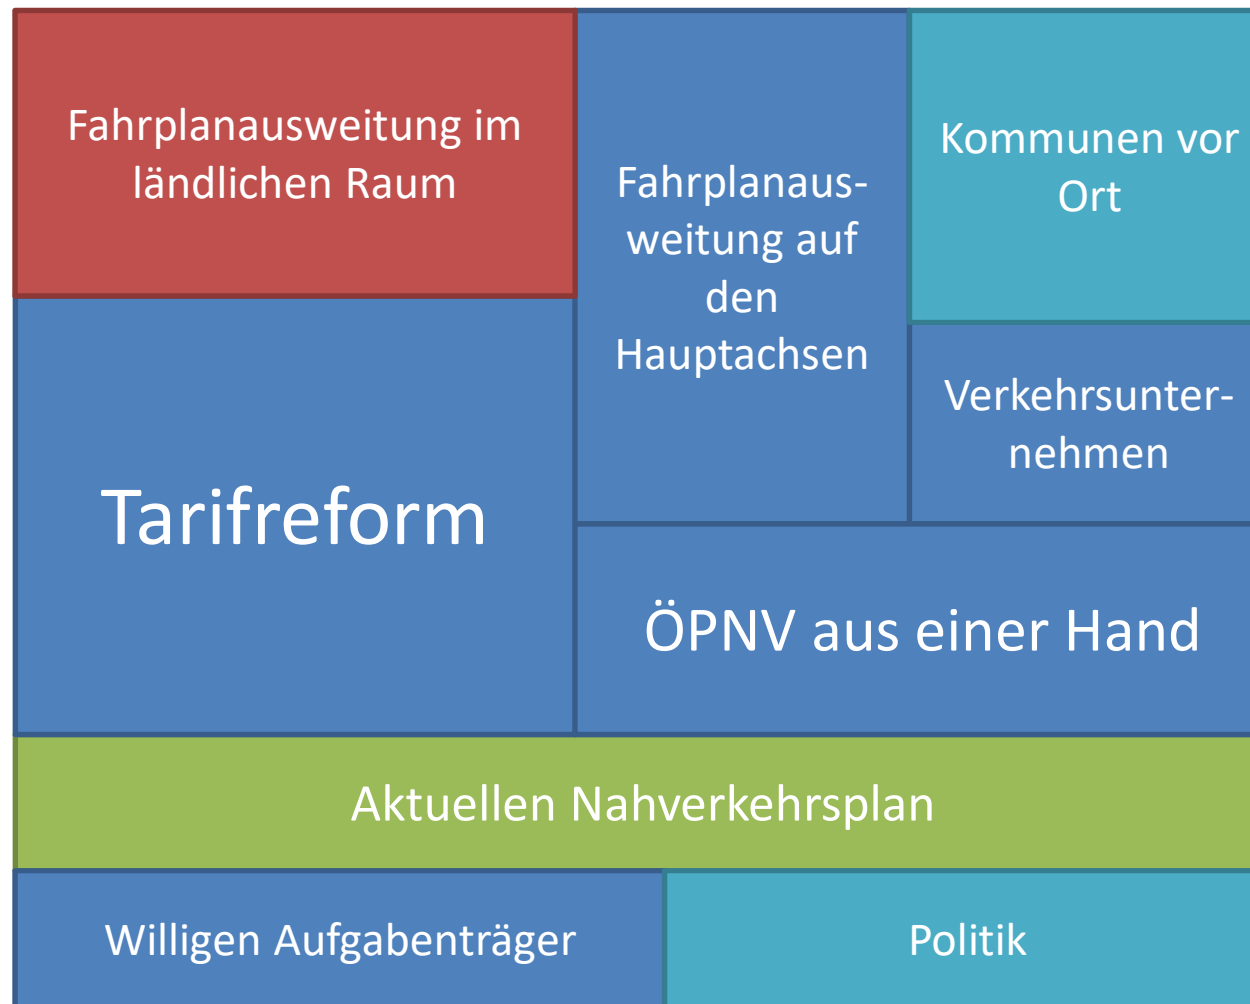 Fahrplanausweitung im
ländlichen Raum
Fahrplanaus-
weitung auf
den
Hauptachsen
Kommunen vor
Ort
Verkehrsunter-
nehmen
Tarifreform
ÖPNV aus einer Hand
Aktuellen Nahverkehrsplan
Willigen Aufgabenträger
Politik